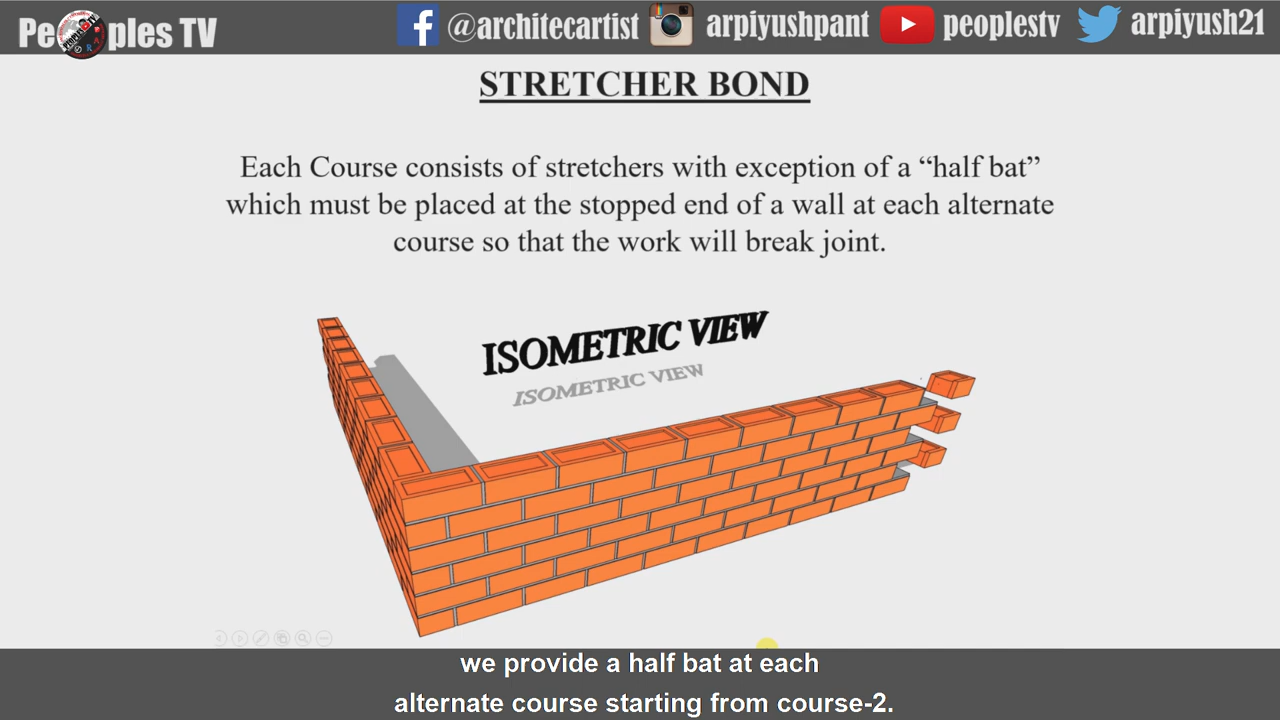 Peoples TV @architecartist arpiyushpant peoplestv arpiyush21
STRETCHER BOND
Each Course consists of stretchers with exception of a “half bat”
which must be placed at the stopped end of a wall at each alternate
course so that the work will break joint.
ISOMETRIC VIEW
ISOMETRIC VIEW
we provide a half bat at each
alternate course starting from course-2.